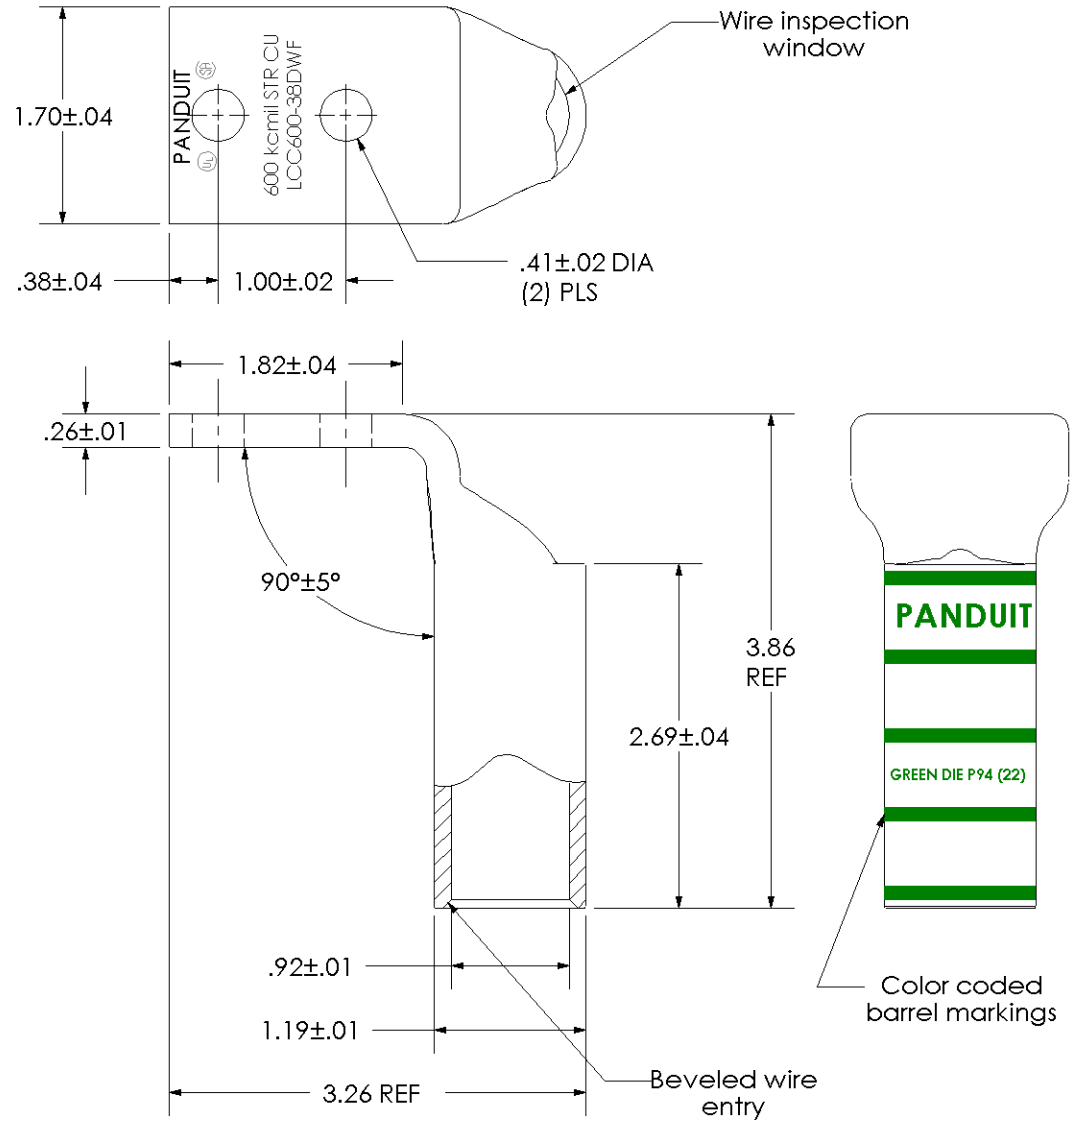 Wire inspection
window
1.70±.04
PANDUIT
SA
UL
600 kcmil STR CU
LCC600-38DWF
.38±.04
1.00±.02
.41±.02 DIA
(2) PLS
1.82±.04
.26±.01
90°±5°
3.86
REF
2.69±.04
PANDUIT
GREEN DIE P94 (22)
.92±.01
1.19±.01
3.26 REF
Color coded
barrel markings
Beveled wire
entry